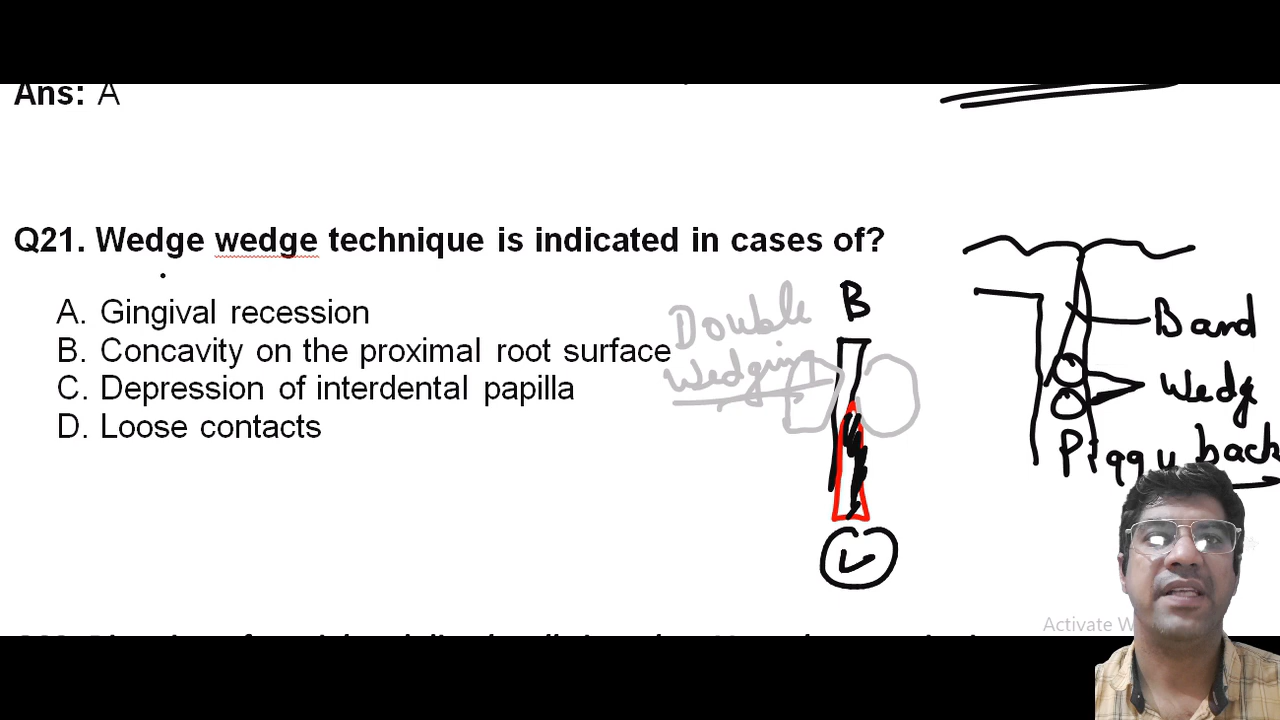 Ans: A
Q21. Wedge wedge technique is indicated in cases of?
A. Gingival recession
B. Concavity on the proximal root surface
C. Depression of interdental papilla
D. Loose contacts
Double
Wedging
B
L
Band
Wedg
Piggy back
Activate W